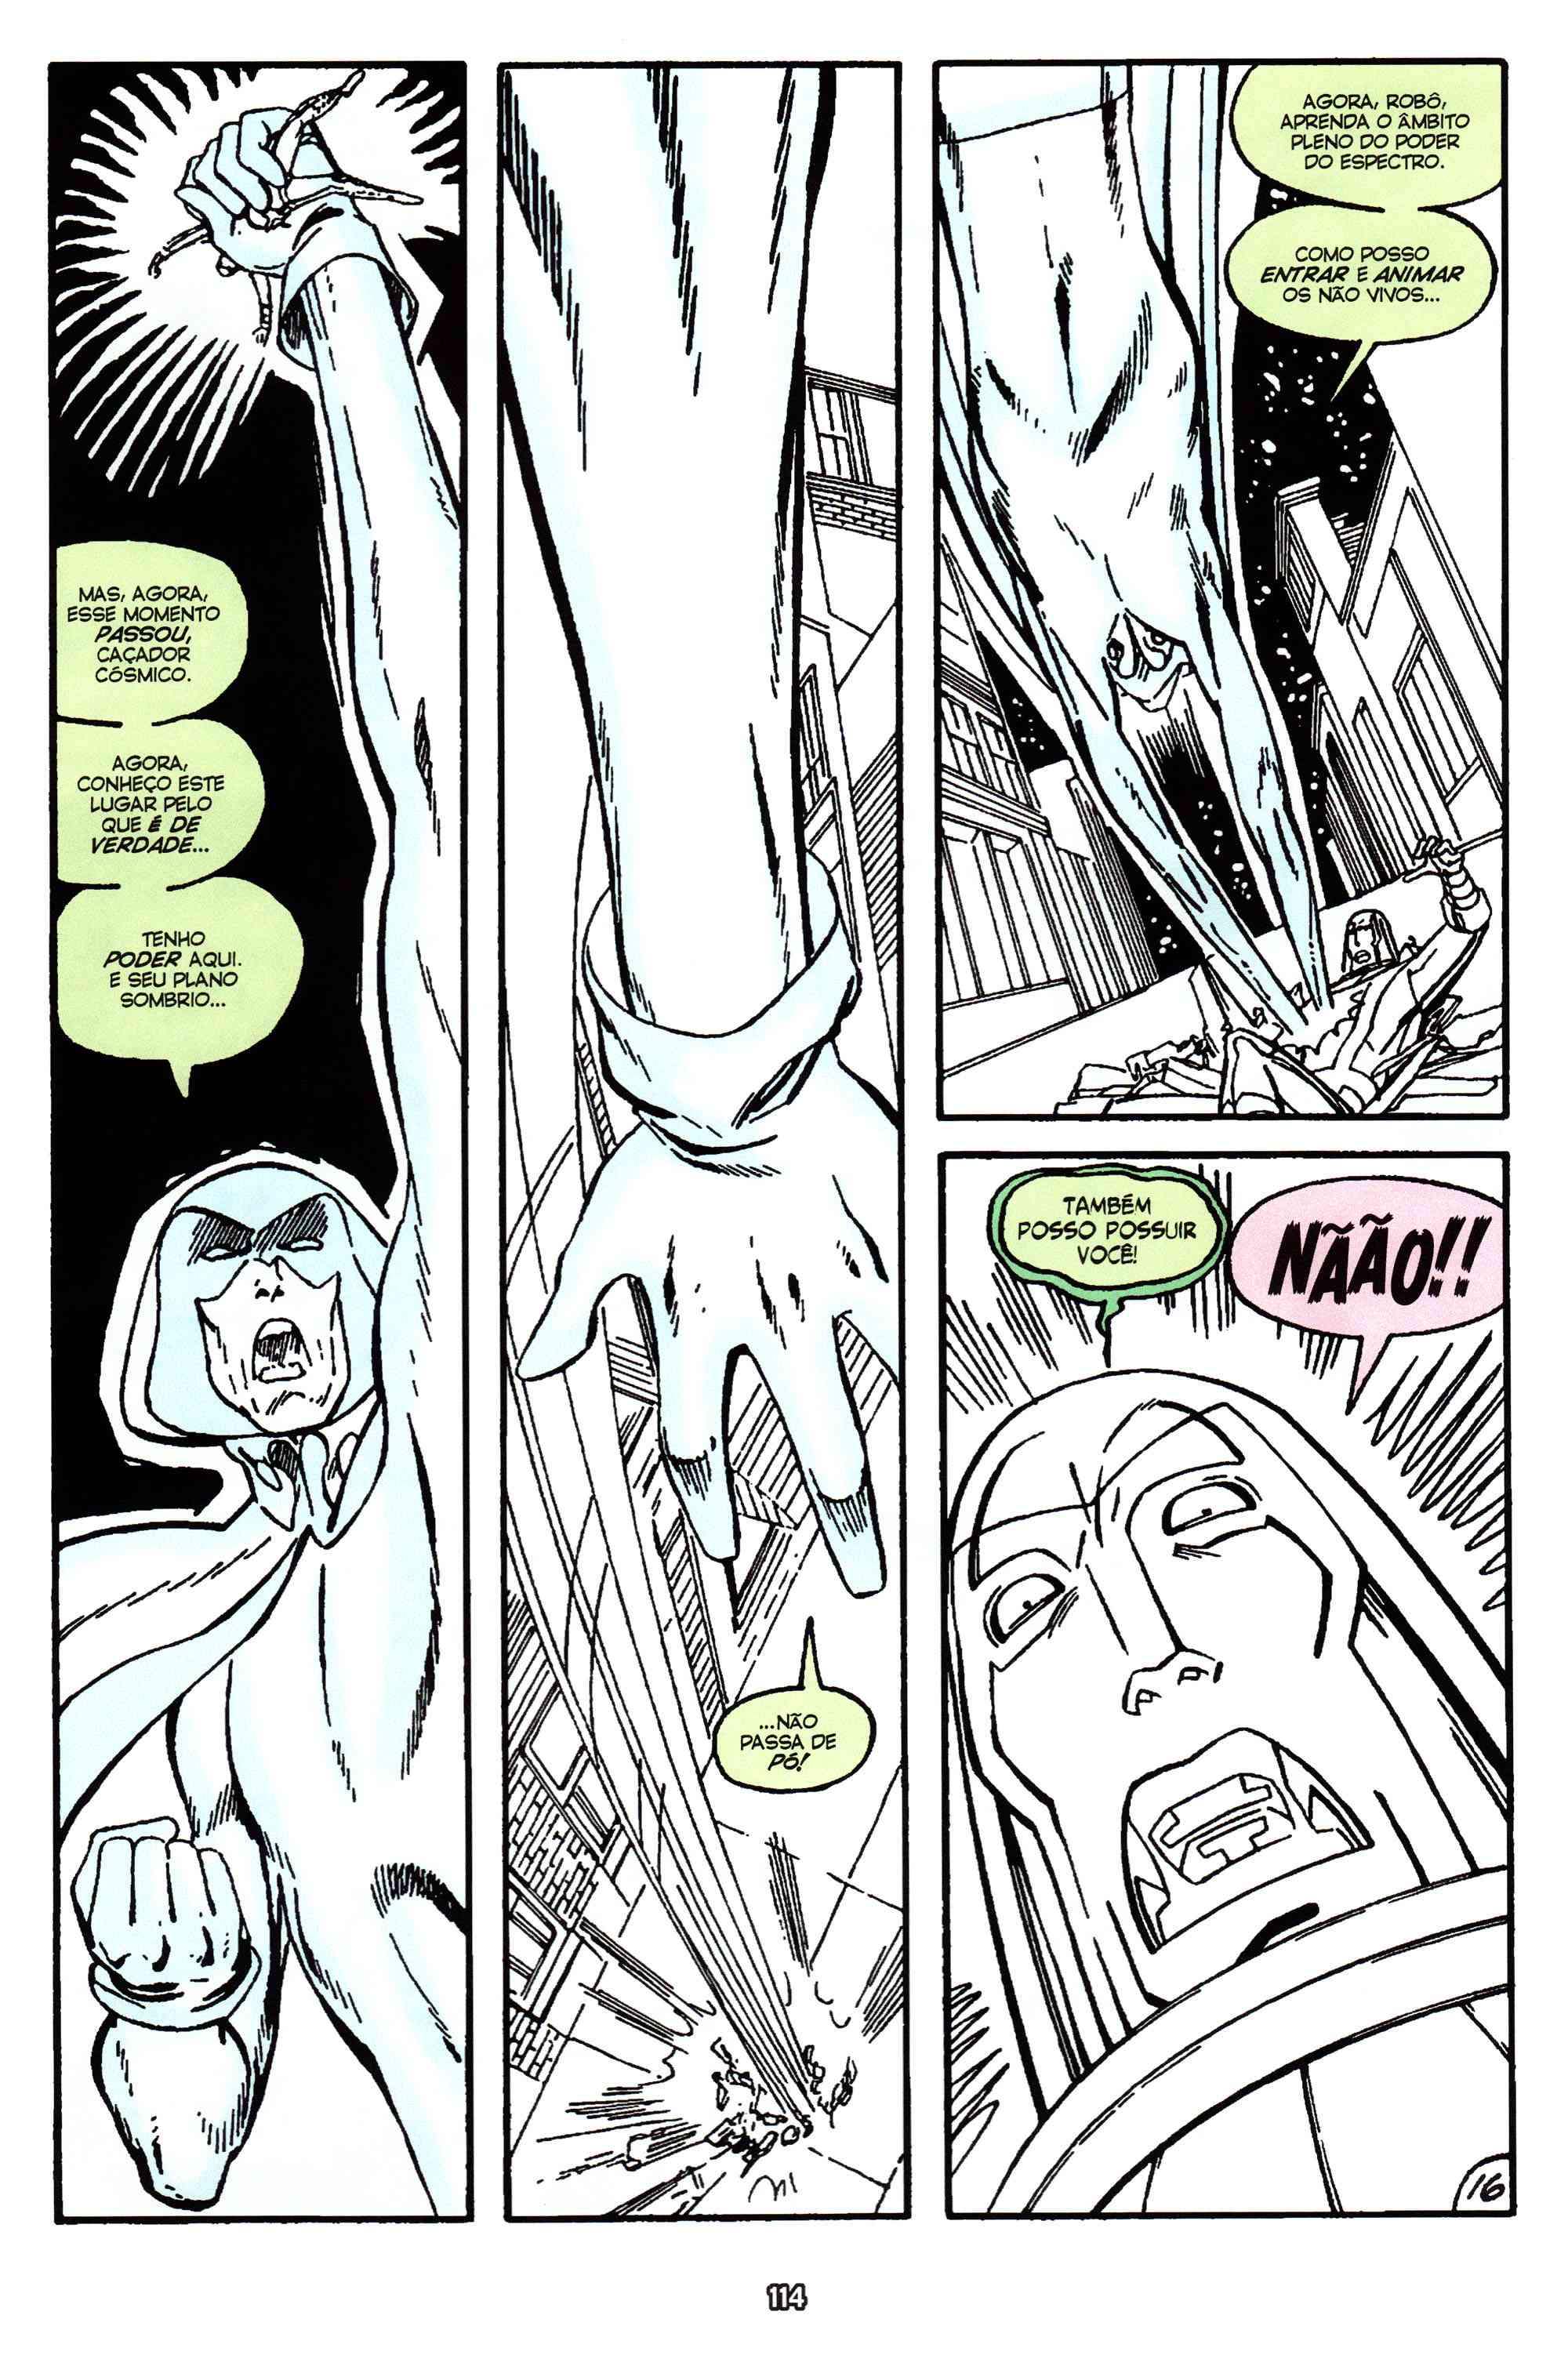 MAS, AGORA,
ESSE MOMENTO
PASSOU,
CAÇADOR
CÓSMICO.
AGORA,
CONHEÇO ESTE
LUGAR PELO
QUE É DE
VERDADE...
TENHO
PODER AQUI.
E SEU PLANO
SOMBRIO...
...NÃO
PASSA DE
PÓ!
AGORA, ROBÔ,
APRENDA O ÂMBITO
PLENO DO PODER
DO ESPECTRO.
COMO POSSO
ENTRAR E ANIMAR
OS NÃO VIVOS...
TAMBÉM
POSSO POSSUIR
VOCÊ!
NÃÃO!!
16
114